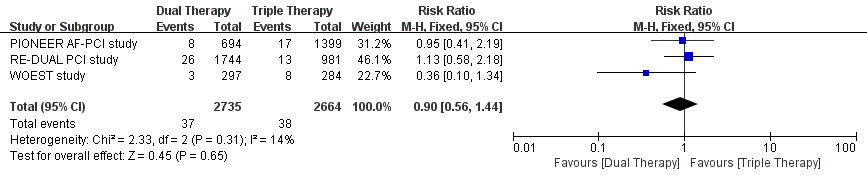 Dual Therapy Triple Therapy Risk Ratio Risk Ratio
Study or Subgroup Events Total Events Total Weight M-H, Fixed, 95% CI M-H, Fixed, 95% CI
PIONEER AF-PCI study 8 694 17 1399 31.2% 0.95 [0.41, 2.19]
RE-DUAL PCI study 26 1744 13 981 46.1% 1.13 [0.58, 2.18]
WOEST study 3 297 8 284 22.7% 0.36 [0.10, 1.34]
Total (95% CI) 2735 2664 100.0% 0.90 [0.56, 1.44]
Total events 37 38
Heterogeneity: Chi² = 2.33, df = 2 (P = 0.31); I² = 14%
Test for overall effect: Z = 0.45 (P = 0.65)
0.01 0.1 1 10 100
Favours [Dual Therapy] Favours [Triple Therapy]